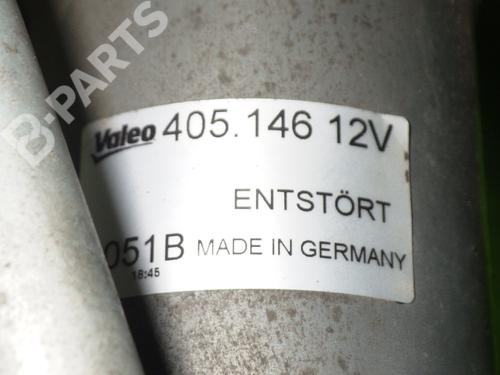 B-PARTS
Valeo 405.146 12V
ENTSTÖRT
051B MADE IN GERMANY
18:45